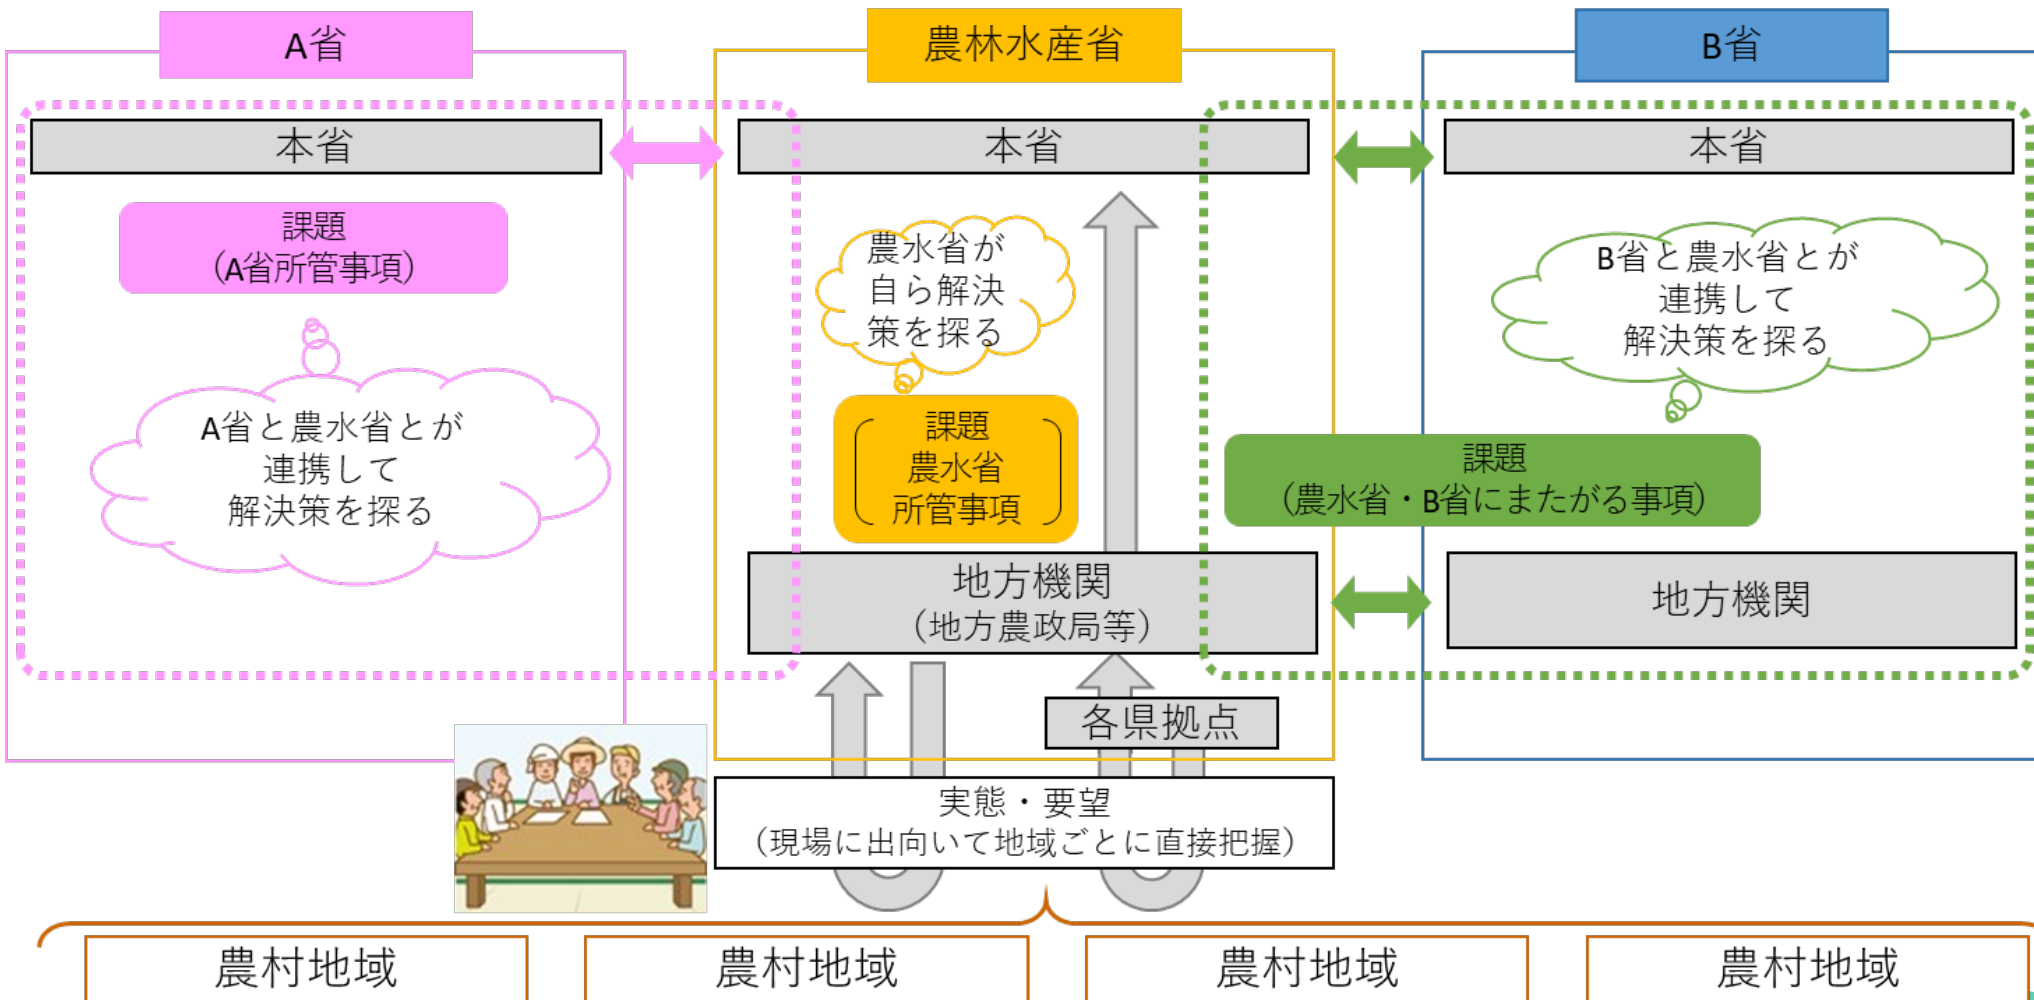 A省
農林水産省
B省
本省
本省
本省
課題
(A省所管事項)
農水省が
自ら解決
策を探る
B省と農水省とが
連携して
解決策を探る
A省と農水省とが
連携して
解決策を探る
課題
農水省
所管事項
課題
(農水省・B省にまたがる事項)
地方機関
(地方農政局等)
地方機関
各県拠点
実態・要望
(現場に出向いて地域ごとに直接把握)
農村地域
農村地域
農村地域
農村地域